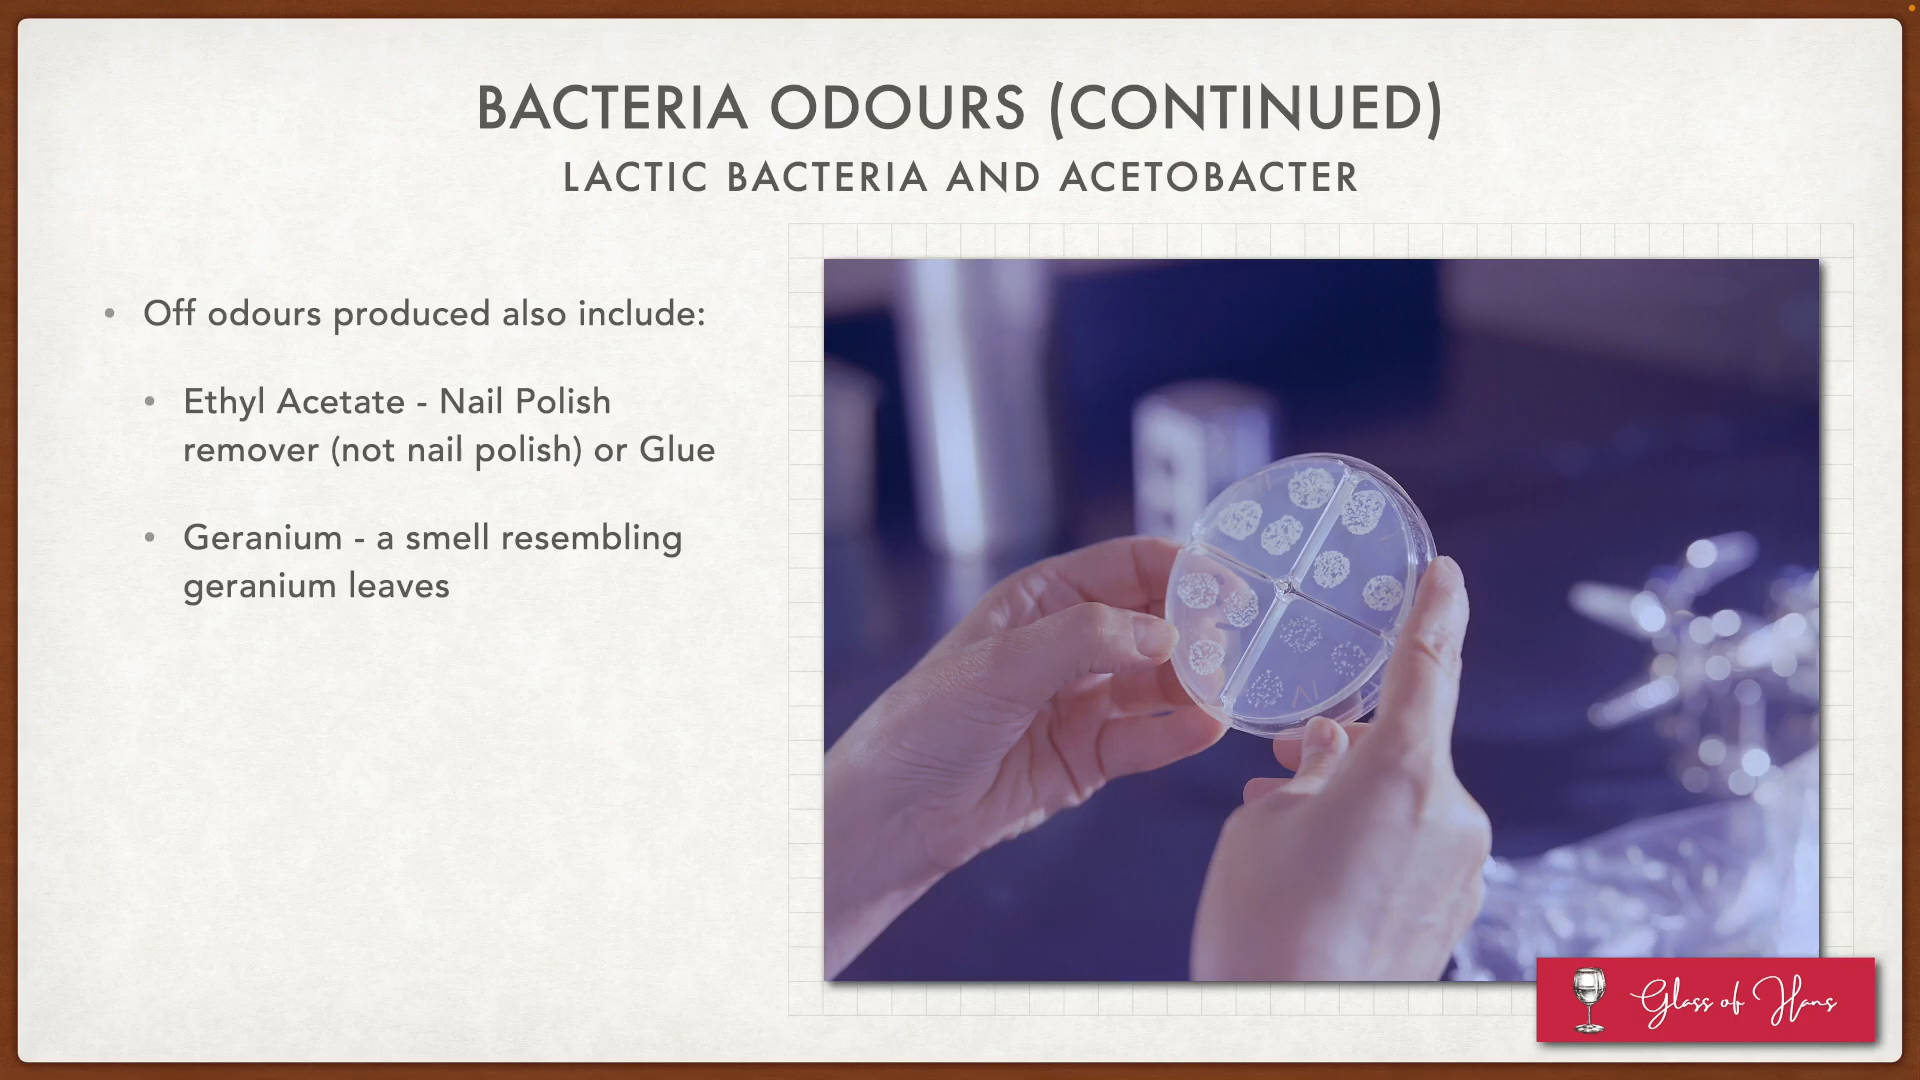 BACTERIA ODOURS (CONTINUED)
LACTIC BACTERIA AND ACETOBACTER
• Off odours produced also include:
• Ethyl Acetate - Nail Polish
remover (not nail polish) or Glue
• Geranium - a smell resembling
geranium leaves
Glass of Hans